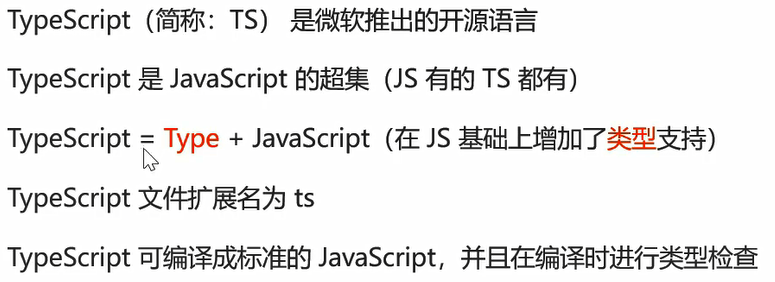 TypeScript（简称：TS） 是微软推出的开源语言
TypeScript 是 JavaScript 的超集（JS 有的 TS 都有）
TypeScript = Type + JavaScript（在 JS 基础上增加了类型支持）
TypeScript 文件扩展名为 ts
TypeScript 可编译成标准的 JavaScript，并且在编译时进行类型检查